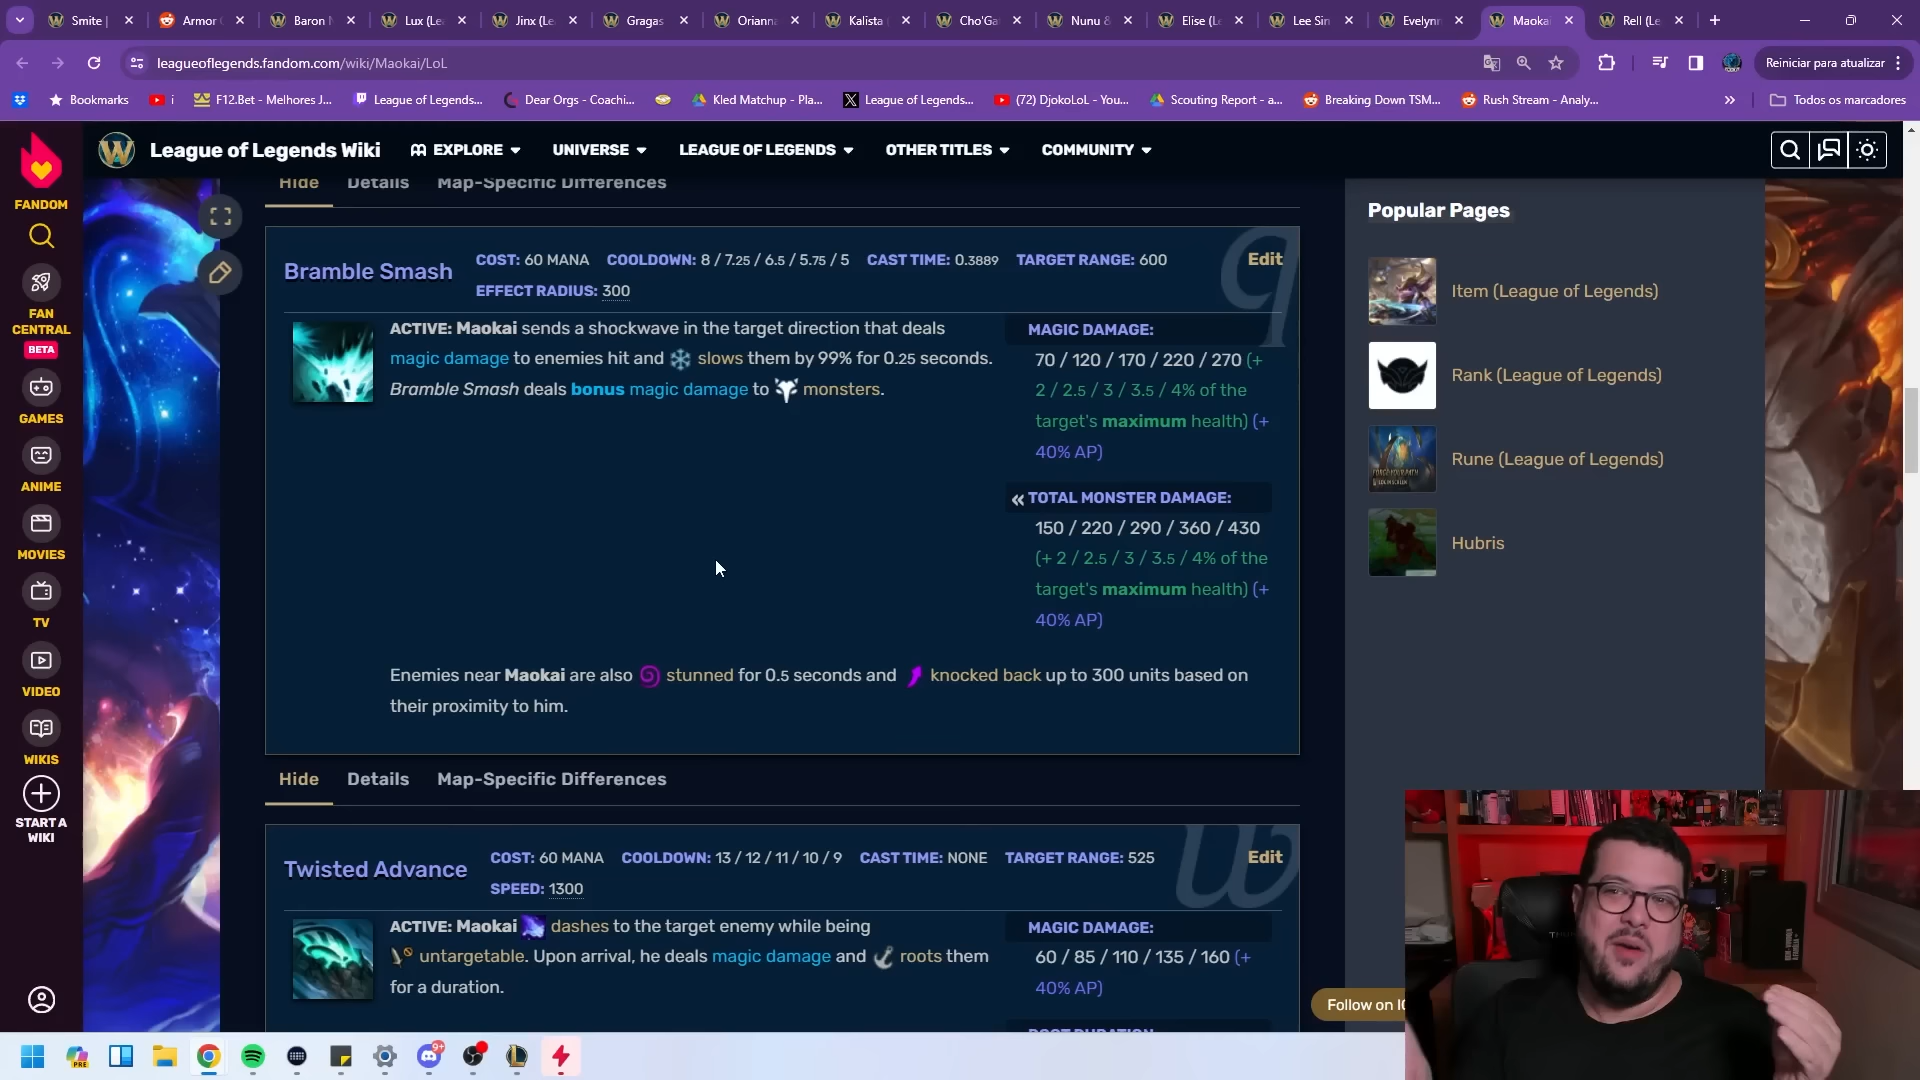 Smite |
Armor
Baron N
Lux (Le
Jinx (Le
Gragas
Orianna
Kalista
Cho'Ga
Nunu &
Elise (L
Lee Sin
Evelynn
Maokai
Rell (Le
leagueoflegends.fandom.com/wiki/Maokai/LoL
Reiniciar para atualizar
Bookmarks
i
F12.Bet - Melhores J...
League of Legends...
Dear Orgs - Coachi...
Kled Matchup - Pla...
League of Legends...
(72) DjokoLoL - You...
Scouting Report - a...
Breaking Down TSM...
Rush Stream - Analy...
»
Todos os marcadores
FANDOM
FAN
CENTRAL
BETA
GAMES
ANIME
MOVIES
TV
VIDEO
WIKIS
START A
WIKI
League of Legends Wiki
EXPLORE
UNIVERSE
LEAGUE OF LEGENDS
OTHER TITLES
COMMUNITY
Hide Details Map-Specific Differences
Bramble Smash
COST: 60 MANA COOLDOWN: 8 / 7.25 / 6.5 / 5.75 / 5 CAST TIME: 0.3889 TARGET RANGE: 600
EFFECT RADIUS: 300
Edit
q
ACTIVE: Maokai sends a shockwave in the target direction that deals
magic damage to enemies hit and slows them by 99% for 0.25 seconds.
Bramble Smash deals bonus magic damage to monsters.
MAGIC DAMAGE:
70 / 120 / 170 / 220 / 270 (+
2 / 2.5 / 3 / 3.5 / 4% of the
target's maximum health) (+
40% AP)
« TOTAL MONSTER DAMAGE:
150 / 220 / 290 / 360 / 430
(+ 2 / 2.5 / 3 / 3.5 / 4% of the
target's maximum health) (+
40% AP)
Enemies near Maokai are also stunned for 0.5 seconds and knocked back up to 300 units based on
their proximity to him.
Hide Details Map-Specific Differences
Twisted Advance
COST: 60 MANA COOLDOWN: 13 / 12 / 11 / 10 / 9 CAST TIME: NONE TARGET RANGE: 525
SPEED: 1300
Edit
w
ACTIVE: Maokai dashes to the target enemy while being
untargetable. Upon arrival, he deals magic damage and roots them
for a duration.
MAGIC DAMAGE:
60 / 85 / 110 / 135 / 160 (+
40% AP)
ROOT DURATION:
Popular Pages
Item (League of Legends)
Rank (League of Legends)
Rune (League of Legends)
Hubris
Follow on IG
PRE
9+